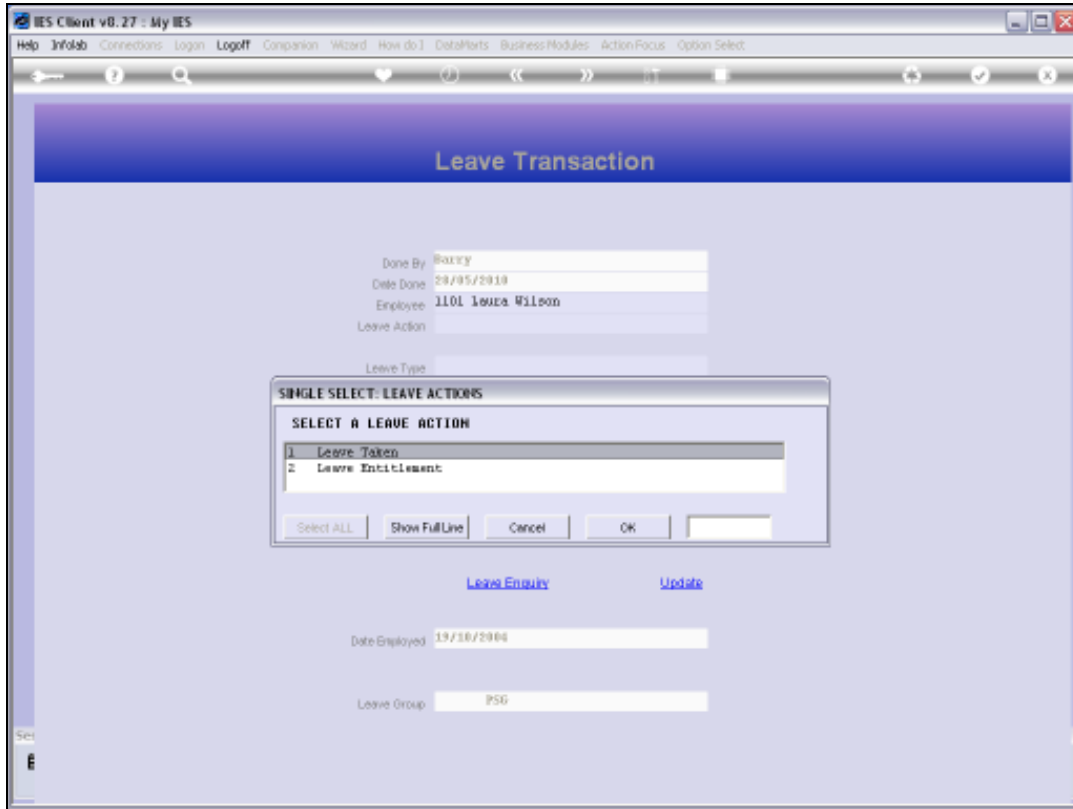 IES Client v8.27 : My IES
Help Infolab Connections Logon Logoff Companion Wizard How do I DataMarts Business Modules Action Focus Option Select
Leave Transaction
Done By Barry
Date Done 20/05/2010
Employee 1101 Laura Wilson
Leave Action
Leave Type
SINGLE SELECT: LEAVE ACTIONS
SELECT A LEAVE ACTION
1 Leave Taken
2 Leave Entitlement
Select ALL Show Full Line Cancel OK
Leave Enquiry Update
Date Employed 19/10/2006
Leave Group PSG